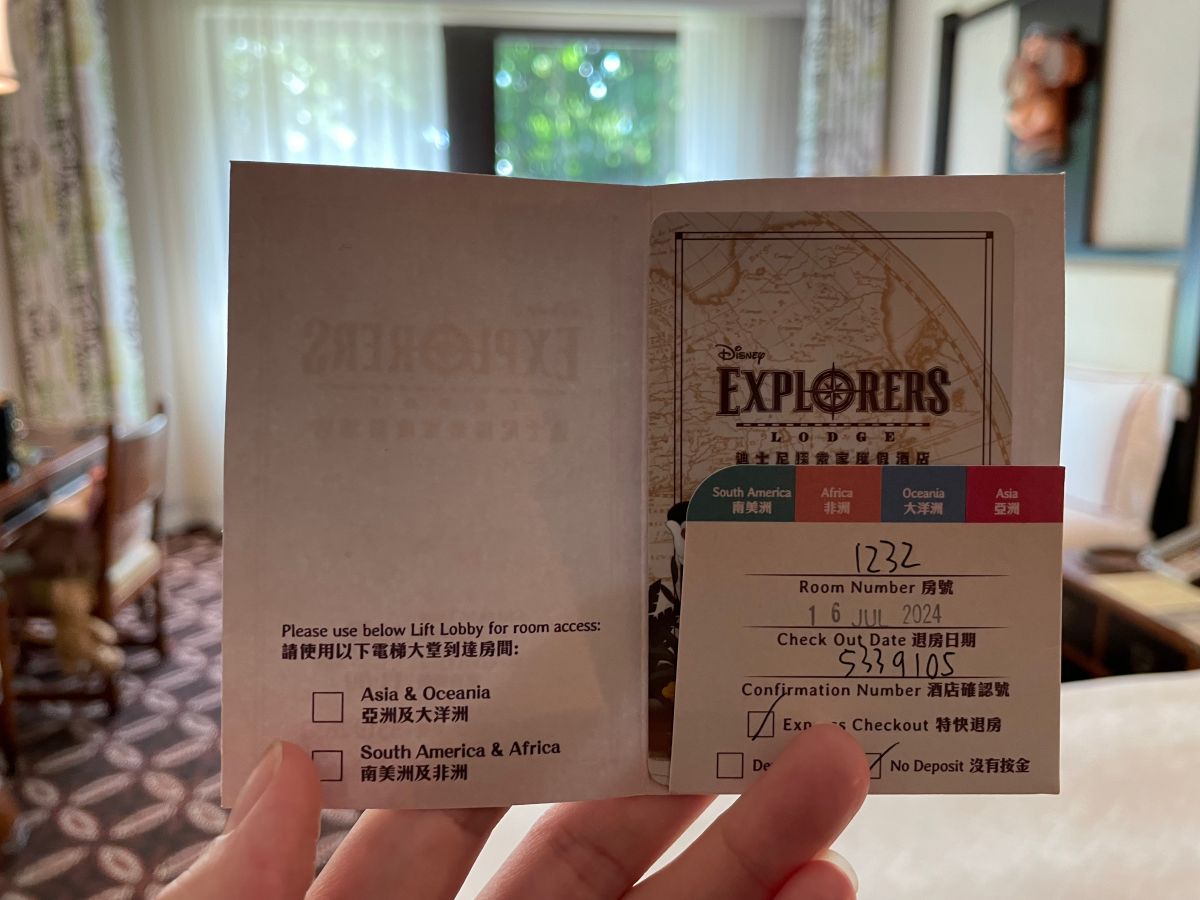 Please use below Lift Lobby for room access:
請使用以下電梯大堂到達房間:
Asia & Oceania
亞洲及大洋洲
South America & Africa
南美洲及非洲
Disney
EXPLORERS
LODGE
迪士尼探索家度假酒店
South America
南美洲
Africa
非洲
Oceania
大洋洲
Asia
亞洲
1232
Room Number 房號
16 JUL 2024
Check Out Date 退房日期
5339105
Confirmation Number 酒店確認號
Express Checkout 特快退房
No Deposit 沒有按金